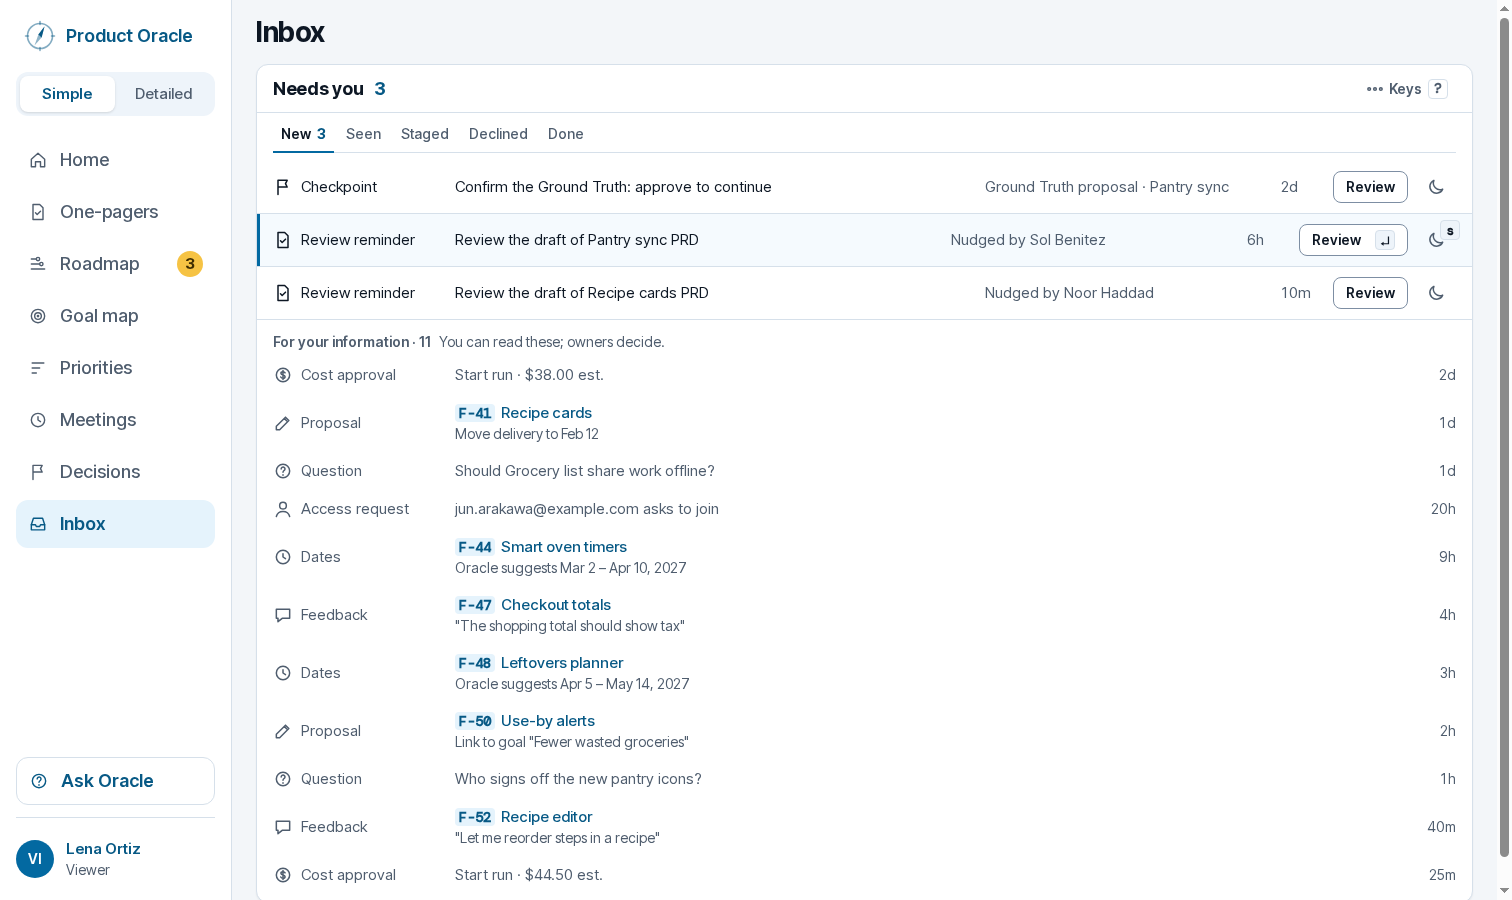 Product Oracle
Simple
Detailed
Home
One-pagers
Roadmap
3
Goal map
Priorities
Meetings
Decisions
Inbox
Ask Oracle
VI
Lena Ortiz
Viewer
Inbox
Needs you 3
••• Keys ?
New 3
Seen
Staged
Declined
Done
Checkpoint
Confirm the Ground Truth: approve to continue
Ground Truth proposal · Pantry sync
2d
Review
Review reminder
Review the draft of Pantry sync PRD
Nudged by Sol Benitez
6h
Review ↵
s
Review reminder
Review the draft of Recipe cards PRD
Nudged by Noor Haddad
10m
Review
For your information · 11 You can read these; owners decide.
Cost approval
Start run · $38.00 est.
2d
Proposal
F-41 Recipe cards
Move delivery to Feb 12
1d
Question
Should Grocery list share work offline?
1d
Access request
jun.arakawa@example.com asks to join
20h
Dates
F-44 Smart oven timers
Oracle suggests Mar 2 – Apr 10, 2027
9h
Feedback
F-47 Checkout totals
"The shopping total should show tax"
4h
Dates
F-48 Leftovers planner
Oracle suggests Apr 5 – May 14, 2027
3h
Proposal
F-50 Use-by alerts
Link to goal "Fewer wasted groceries"
2h
Question
Who signs off the new pantry icons?
1h
Feedback
F-52 Recipe editor
"Let me reorder steps in a recipe"
40m
Cost approval
Start run · $44.50 est.
25m